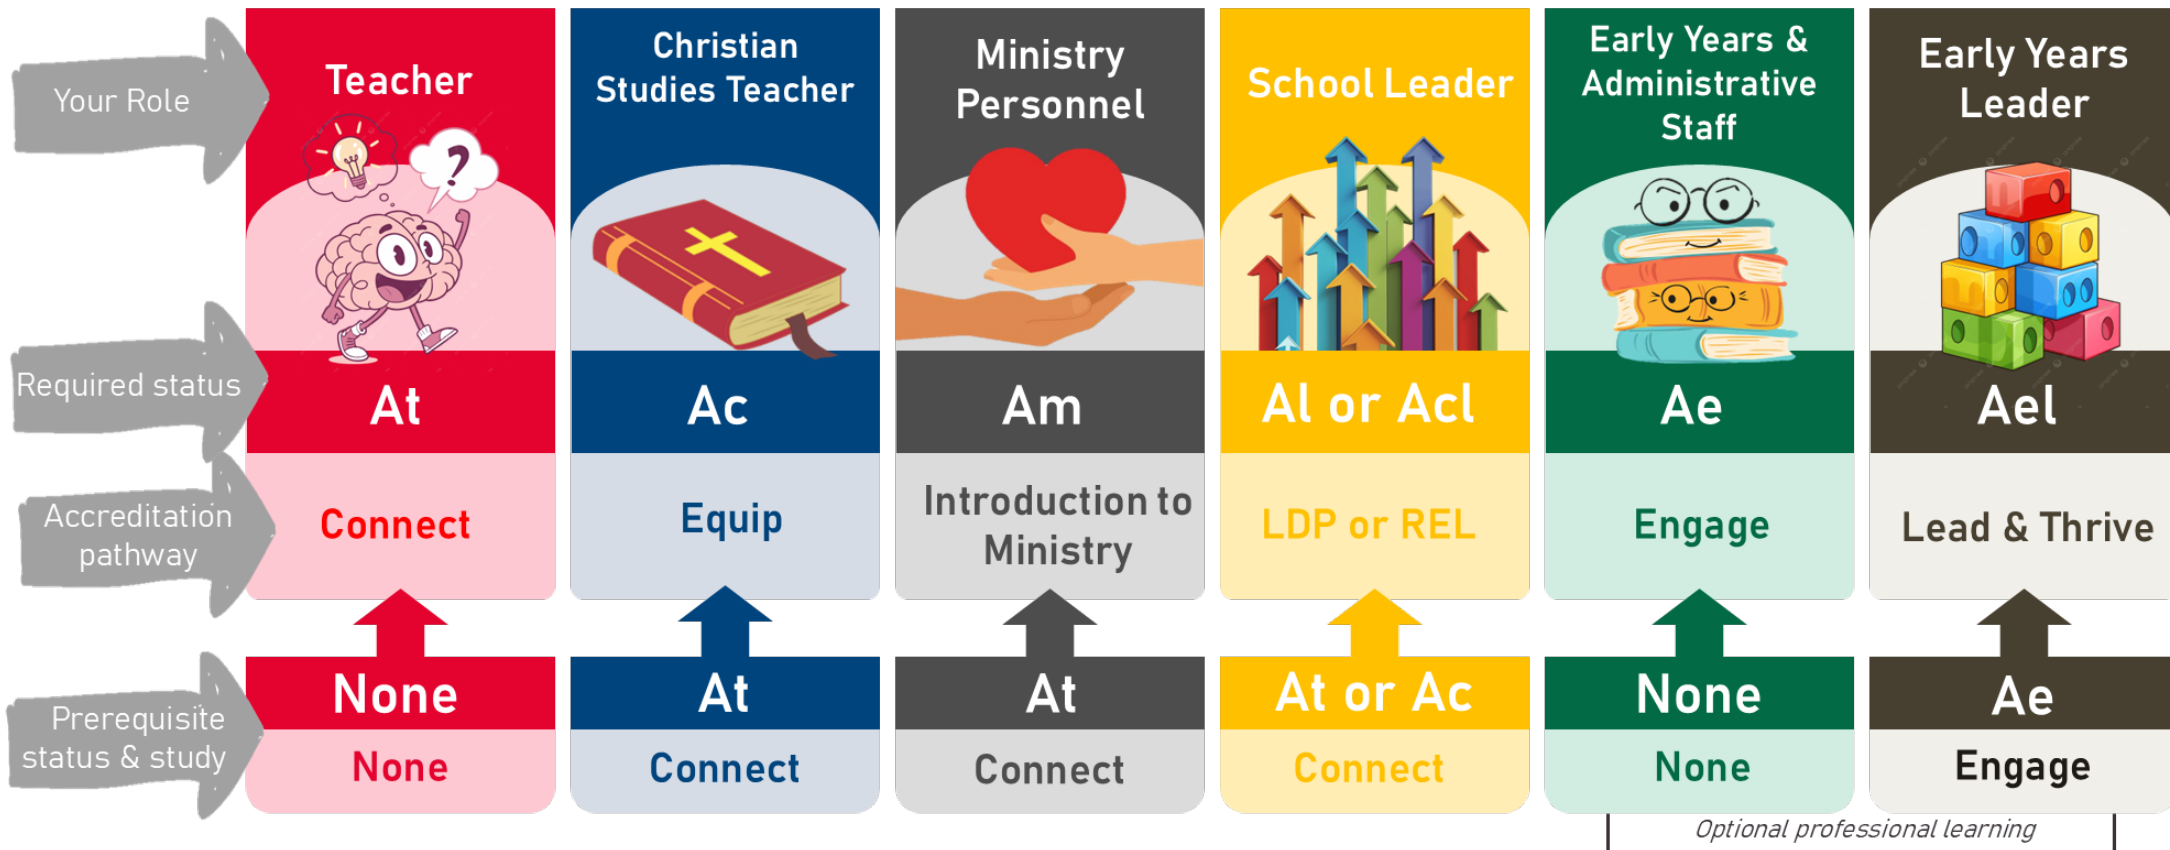 Your Role
Teacher
Christian
Studies Teacher
Ministry
Personnel
School Leader
Early Years &
Administrative
Staff
Early Years
Leader
?
Required status
At
Ac
Am
Al or Acl
Ae
Ael
Accreditation
pathway
Connect
Equip
Introduction to
Ministry
LDP or REL
Engage
Lead & Thrive
Prerequisite
status & study
None
At
At
At or Ac
None
Ae
None
Connect
Connect
Connect
None
Engage
Optional professional learning